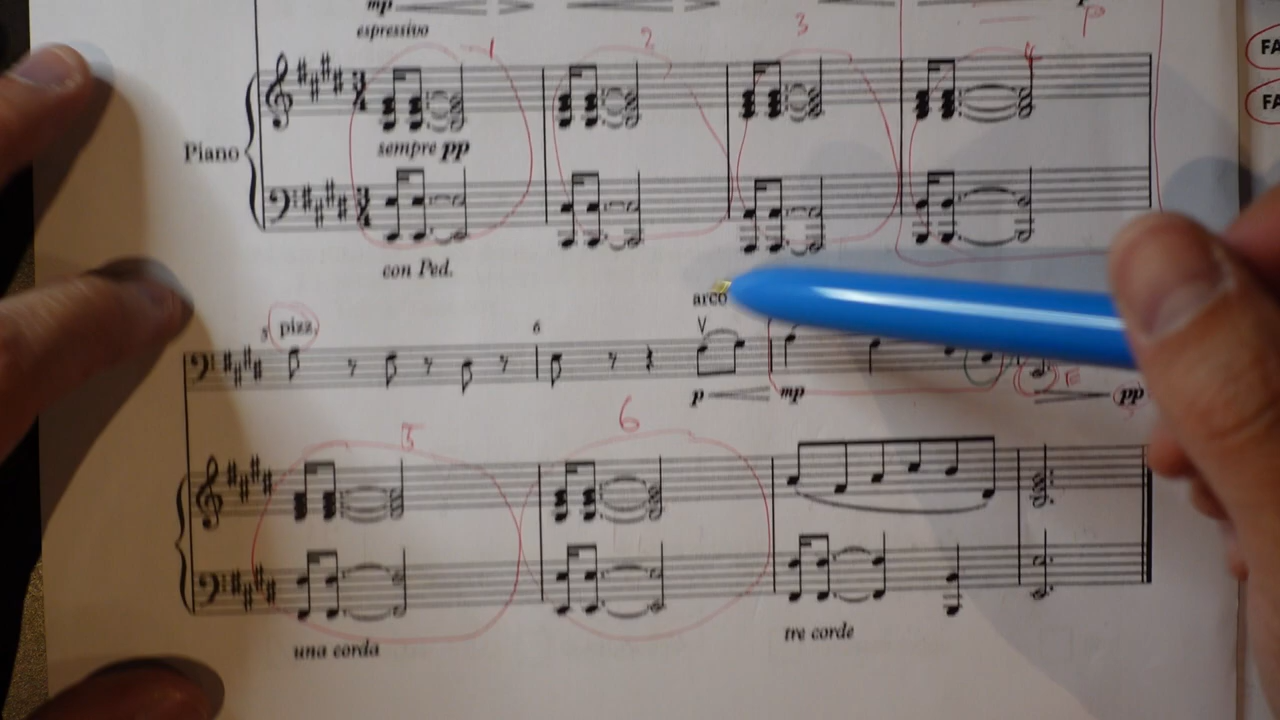 mp
espressivo
1 2 3 4 P
Piano
sempre pp
con Ped.
arco
5 pizz. 6
p mp pp
E
5 6
una corda
tre corde
FA
FA